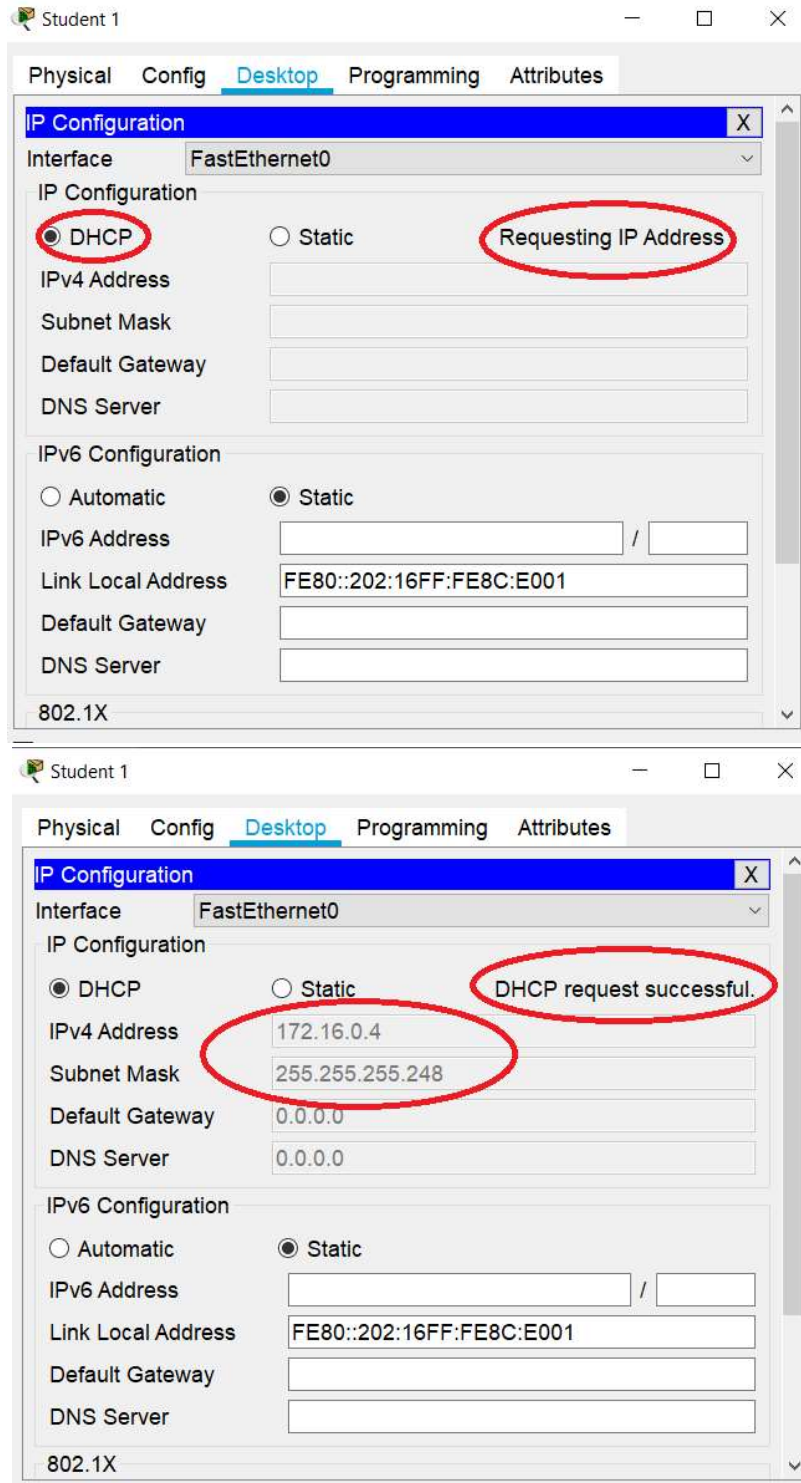 Student 1
Physical Config Desktop Programming Attributes
IP Configuration X
Interface FastEthernet0
IP Configuration
DHCP Static Requesting IP Address
IPv4 Address
Subnet Mask
Default Gateway
DNS Server
IPv6 Configuration
Automatic Static
IPv6 Address /
Link Local Address FE80::202:16FF:FE8C:E001
Default Gateway
DNS Server
802.1X
Student 1
Physical Config Desktop Programming Attributes
IP Configuration X
Interface FastEthernet0
IP Configuration
DHCP Static DHCP request successful.
IPv4 Address 172.16.0.4
Subnet Mask 255.255.255.248
Default Gateway 0.0.0.0
DNS Server 0.0.0.0
IPv6 Configuration
Automatic Static
IPv6 Address /
Link Local Address FE80::202:16FF:FE8C:E001
Default Gateway
DNS Server
802.1X